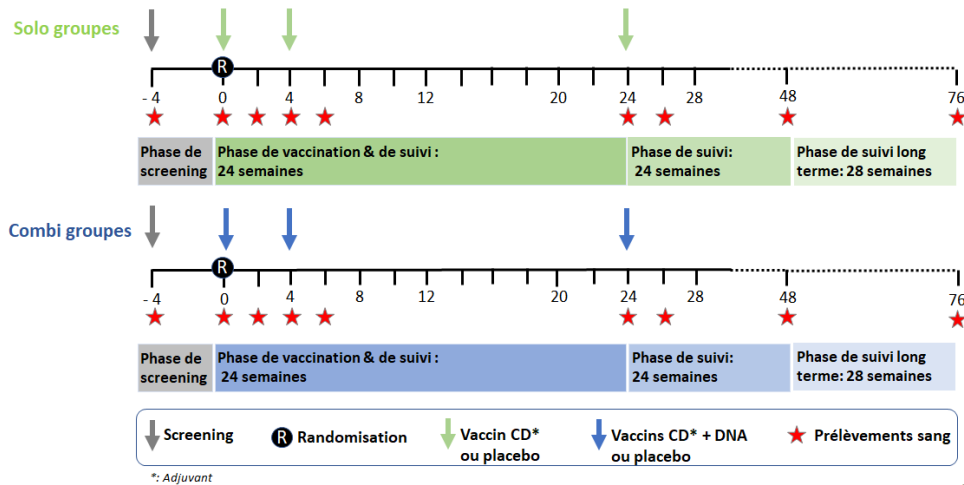 Solo groupes
R
- 4 0 4 8 12 20 24 28 48 76
Phase de screening
Phase de vaccination & de suivi :
24 semaines
Phase de suivi:
24 semaines
Phase de suivi long
terme: 28 semaines
Combi groupes
R
- 4 0 4 8 12 20 24 28 48 76
Phase de screening
Phase de vaccination & de suivi :
24 semaines
Phase de suivi:
24 semaines
Phase de suivi long
terme: 28 semaines
Screening
R Randomisation
Vaccin CD*
ou placebo
Vaccins CD* + DNA
ou placebo
Prélèvements sang
*: Adjuvant